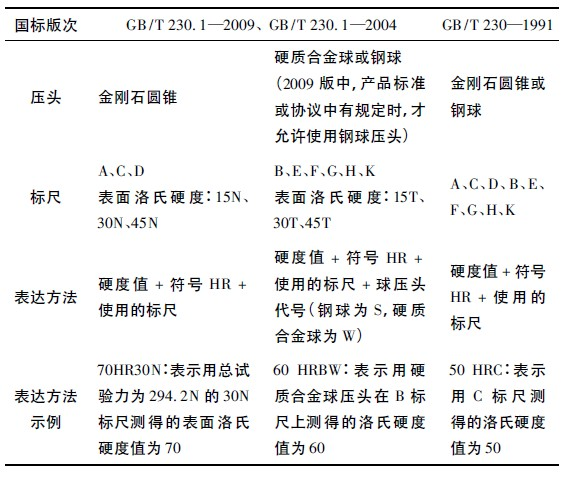 国标版次 GB/T 230.1—2009、GB/T 230.1—2004 GB/T 230—1991
压头
金刚石圆锥
硬质合金球或钢球
(2009 版中,产品标准
或协议中有规定时,才
允许使用钢球压头)
金刚石圆锥或
钢球
标尺
A、C、D
表面洛氏硬度:15N、
30N、45N
B、E、F、G、H、K
表面洛氏硬度:15T、
30T、45T
A、C、D、B、E、
F、G、H、K
表达方法
硬度值 + 符号 HR +
使用的标尺
硬度值 + 符号 HR +
使用的标尺 + 球压头
代号(钢球为 S,硬质
合金球为 W)
硬度值 + 符号
HR + 使用的
标尺
表达方法
示例
70HR30N:表示用总试
验力为 294.2N 的 30N
标尺测得的表面洛氏
硬度值为 70
60 HRBW:表示用硬
质合金球压头在 B 标
尺上测得的洛氏硬度
值为 60
50 HRC:表示
用 C 标尺测
得的洛氏硬度
值为 50